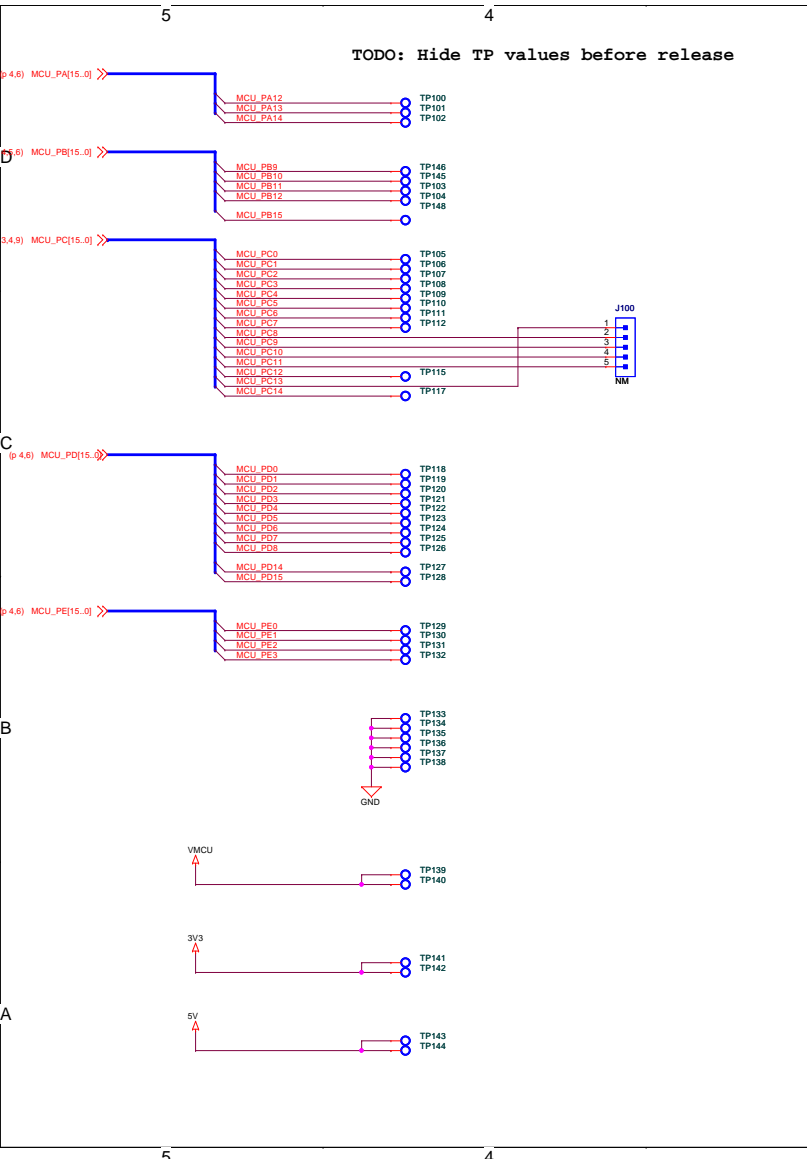 5 4
TODO: Hide TP values before release
(p 4,6) MCU_PA[15..0]
MCU_PA12 TP100
MCU_PA13 TP101
MCU_PA14 TP102
D
MCU_PB[15..0]
MCU_PB9 TP146
MCU_PB10 TP145
MCU_PB11 TP103
MCU_PB12 TP104
TP148
MCU_PB15
3,4,9) MCU_PC[15..0]
MCU_PC0 TP105
MCU_PC1 TP106
MCU_PC2 TP107
MCU_PC3 TP108
MCU_PC4 TP109
MCU_PC5 TP110
MCU_PC6 TP111
MCU_PC7 TP112
J100
1
MCU_PC8 2
MCU_PC9 3
MCU_PC10 4
MCU_PC11 5
MCU_PC12 TP115
MCU_PC13
NM
MCU_PC14 TP117
C
(p 4,6) MCU_PD[15..0]
MCU_PD0 TP118
MCU_PD1 TP119
MCU_PD2 TP120
MCU_PD3 TP121
MCU_PD4 TP122
MCU_PD5 TP123
MCU_PD6 TP124
MCU_PD7 TP125
MCU_PD8 TP126
MCU_PD14 TP127
MCU_PD15 TP128
(p 4,6) MCU_PE[15..0]
MCU_PE0 TP129
MCU_PE1 TP130
MCU_PE2 TP131
MCU_PE3 TP132
B
TP133
TP134
TP135
TP136
TP137
TP138
GND
VMCU
TP139
TP140
3V3
TP141
TP142
A
5V
TP143
TP144
5 4